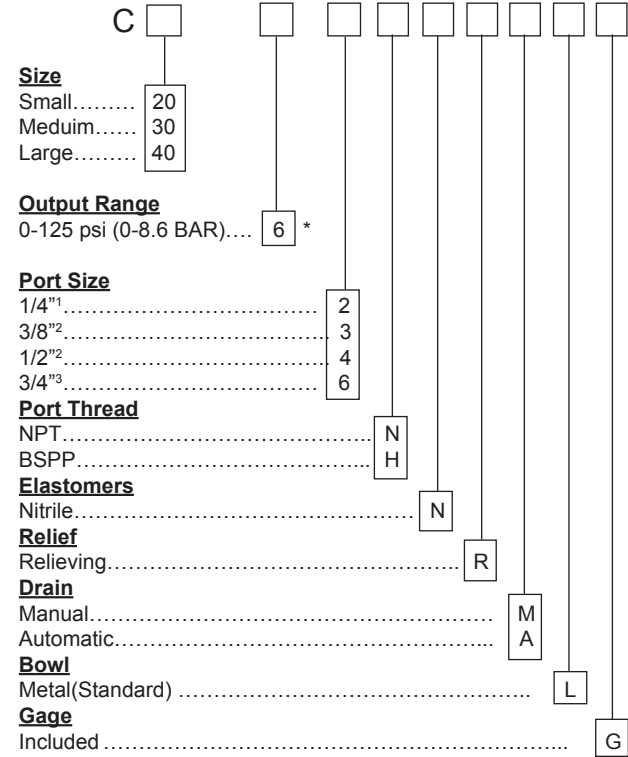 C
Size
Small……… 20
Meduim…… 30
Large……… 40
Output Range
0-125 psi (0-8.6 BAR)…. 6 *
Port Size
1/4”¹……………………………… 2
3/8”²……………………………… 3
1/2”²……………………………… 4
3/4”³……………………………… 6
Port Thread
NPT………………………………….. N
BSPP………………………………... H
Elastomers
Nitrile……………………………………… N
Relief
Relieving………………………………………….. R
Drain
Manual……………………………………………… M
Automatic…………………………………………... A
Bowl
Metal(Standard) ………………………………………….. L
Gage
Included ………………………………………………………... G